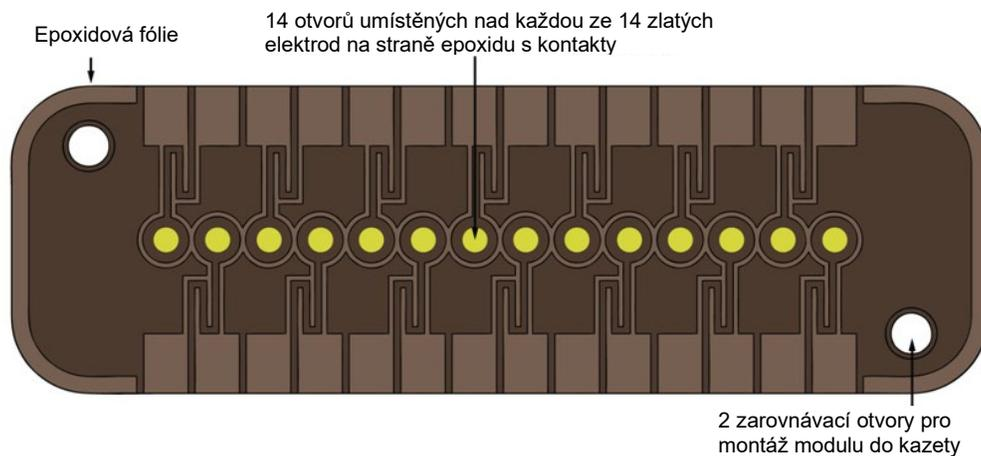 Epoxidová fólie
14 otvorů umístěných nad každou ze 14 zlatých
elektrod na straně epoxidu s kontakty
2 zarovnávací otvory pro
montáž modulu do kazety